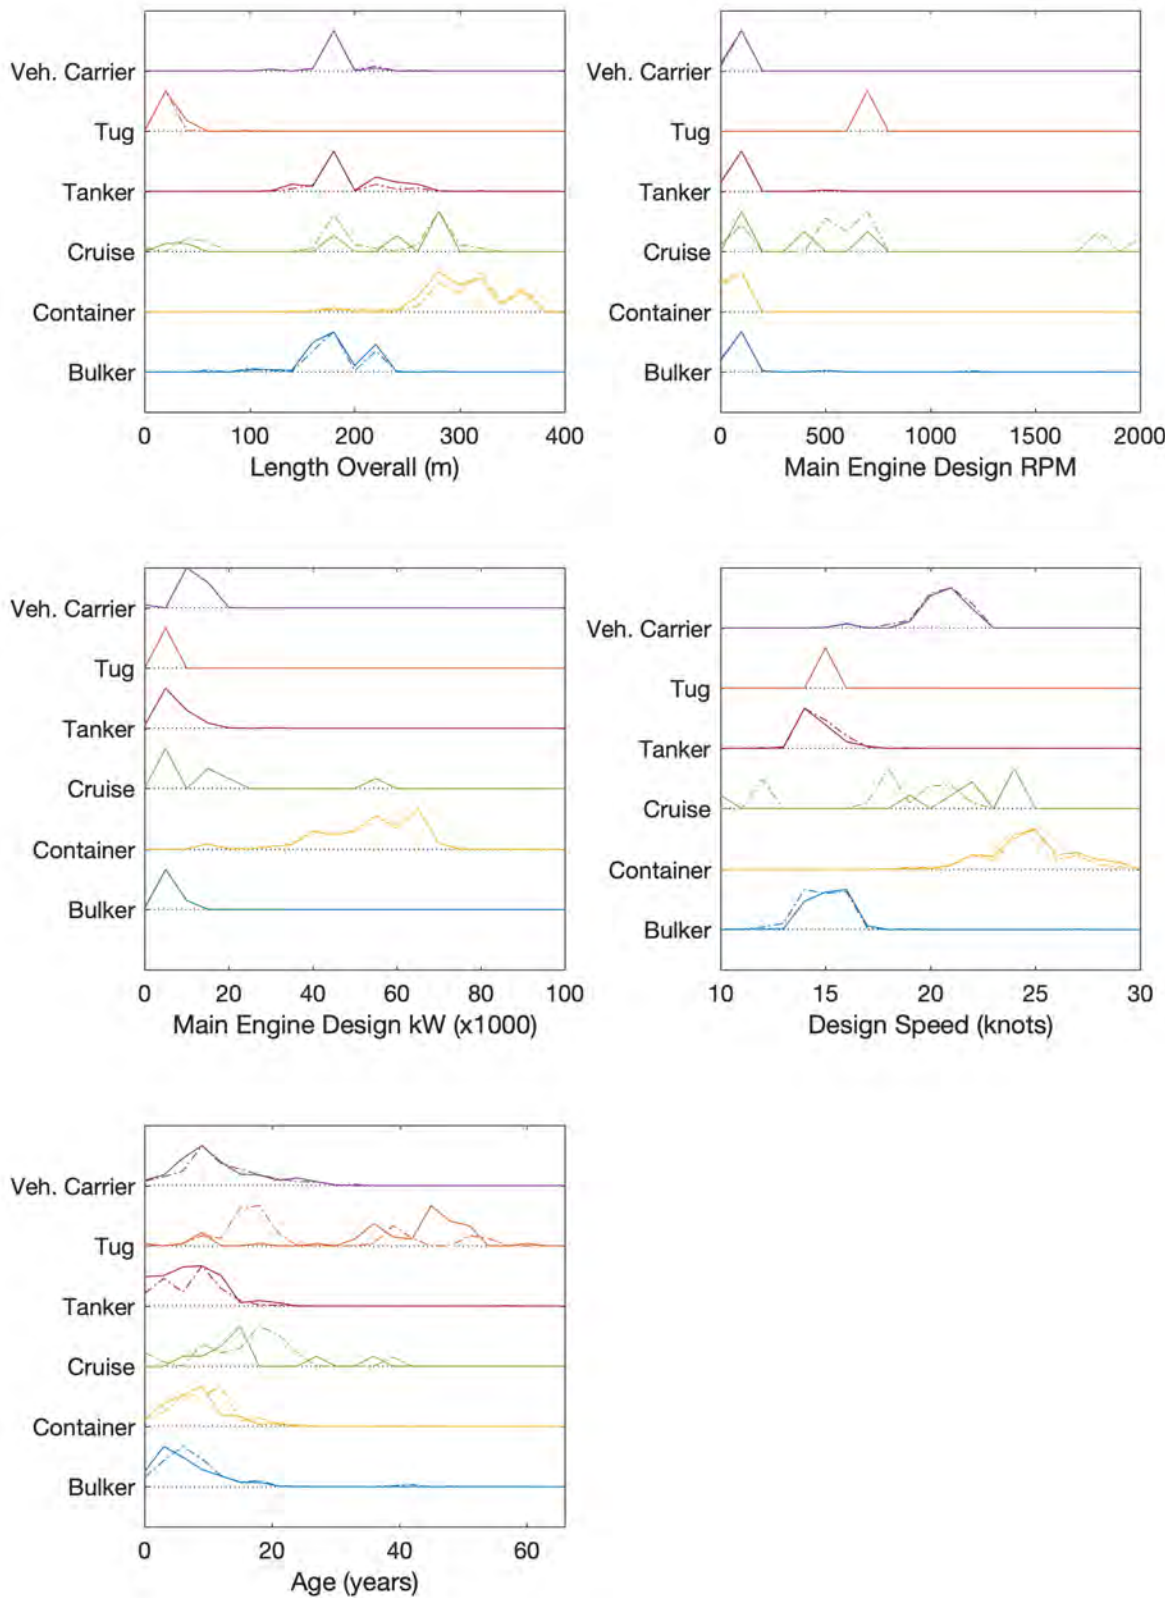 Veh. Carrier
Tug
Tanker
Cruise
Container
Bulker
0 100 200 300 400
Length Overall (m)
Veh. Carrier
Tug
Tanker
Cruise
Container
Bulker
0 500 1000 1500 2000
Main Engine Design RPM
Veh. Carrier
Tug
Tanker
Cruise
Container
Bulker
0 20 40 60 80 100
Main Engine Design kW (x1000)
Veh. Carrier
Tug
Tanker
Cruise
Container
Bulker
10 15 20 25 30
Design Speed (knots)
Veh. Carrier
Tug
Tanker
Cruise
Container
Bulker
0 20 40 60
Age (years)